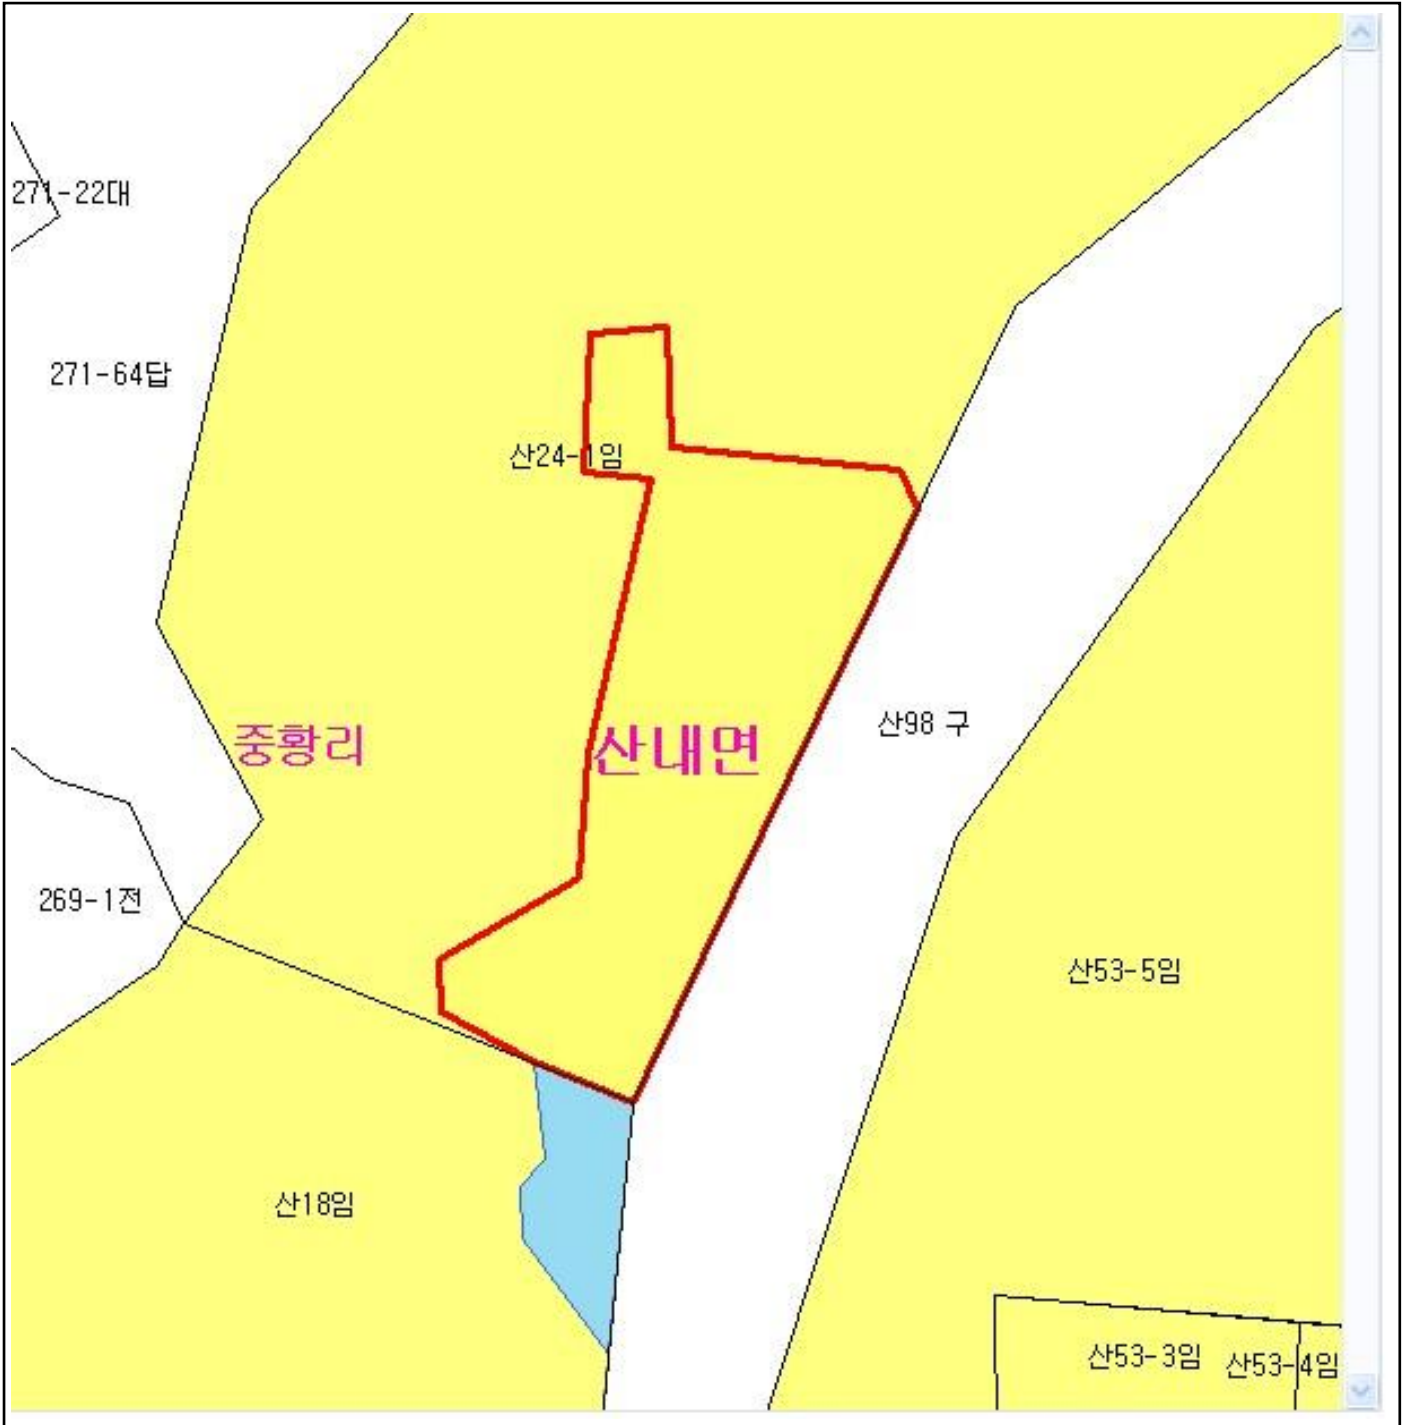 271-22대
271-64답
산24-1임
산98 구
중황리
산내면
269-1전
산53-5임
산18임
산53-3임
산53-4임